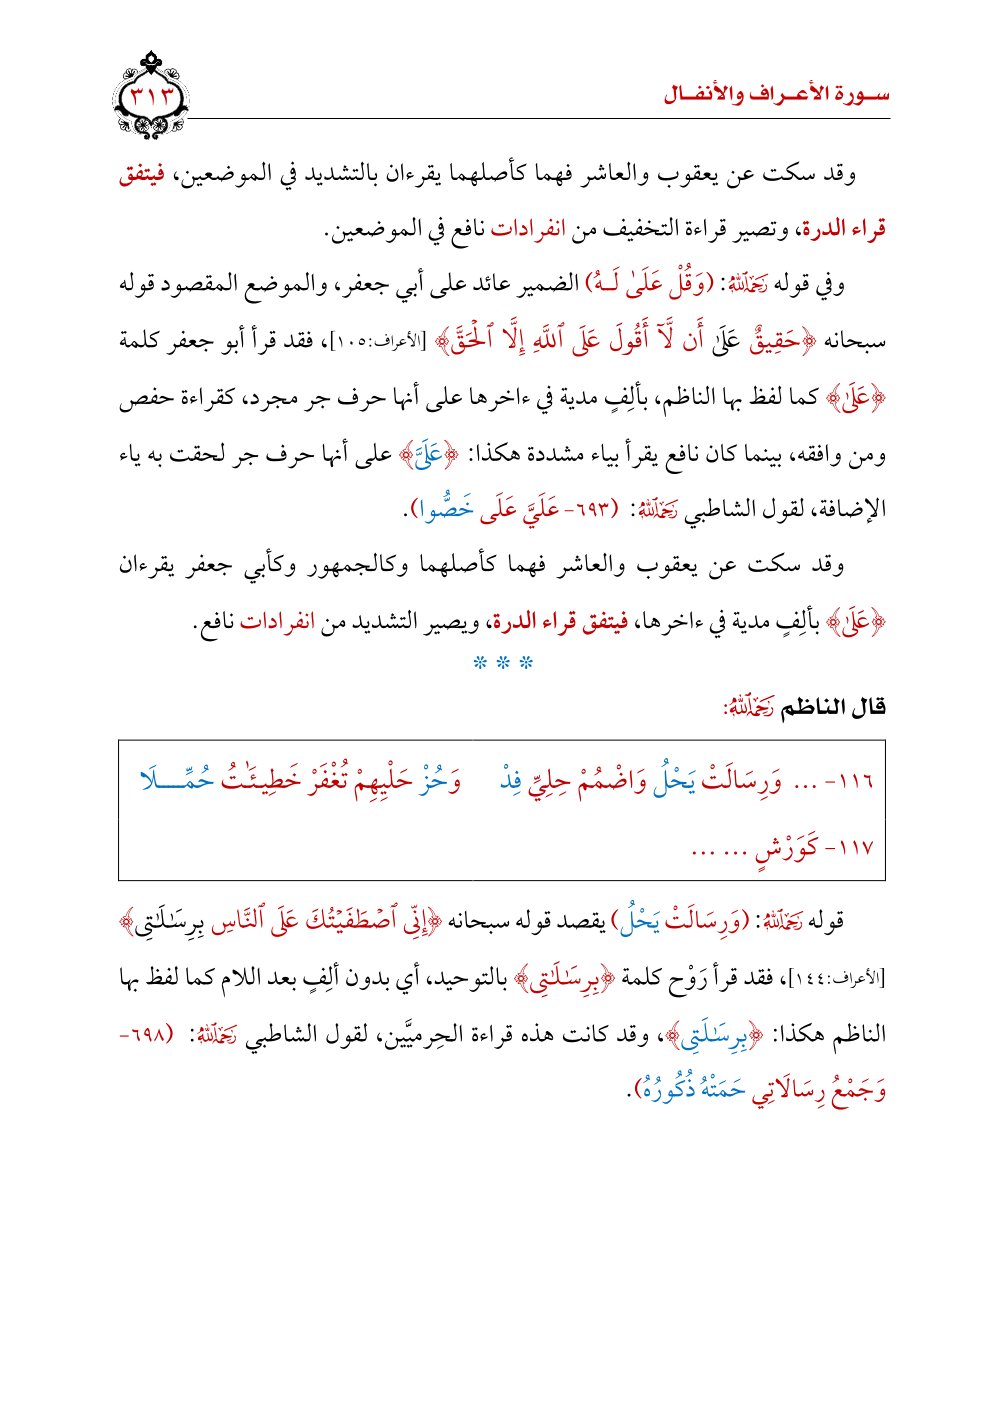 سـورة الأعـراف والأنفـال
٣١٣
وقد سكت عن يعقوب والعاشر فهما كأصلهما يقرءان بالتشديد في الموضعين، فيتفق
قراء الدرة، وتصير قراءة التخفيف من انفرادات نافع في الموضعين.
وفي قوله رَحِمَهُ ٱللَّهُ: (وَقُلْ عَلَىٰ لَـهُ) الضمير عائد على أبي جعفر، والموضع المقصود قوله
سبحانه ﴿حَقِيقٌ عَلَىٰٓ أَن لَّآ أَقُولَ عَلَى ٱللَّهِ إِلَّا ٱلْحَقَّ﴾ [الأعراف:١٠٥]، فقد قرأ أبو جعفر كلمة
﴿عَلَىٰٓ﴾ كما لفظ بها الناظم، بألِفٍ مدية في ءاخرها على أنها حرف جر مجرد، كقراءة حفص
ومن وافقه، بينما كان نافع يقرأ بياء مشددة هكذا: ﴿عَلَيَّ﴾ على أنها حرف جر لحقت به ياء
الإضافة، لقول الشاطبي رَحِمَهُ ٱللَّهُ: (٦٩٣- عَلَيَّ عَلَى خَصُّوا).
وقد سكت عن يعقوب والعاشر فهما كأصلهما وكالجمهور وكأبي جعفر يقرءان
﴿عَلَىٰٓ﴾ بألِفٍ مدية في ءاخرها، فيتفق قراء الدرة، ويصير التشديد من انفرادات نافع.
* * *
قال الناظم رَحِمَهُ ٱللَّهُ:
١١٦- ... وَرِسَالَتْ يَحْلُ وَاضْمُمْ حِلِيِّ فِدْ وَحُزْ حَلْيِهِمْ تُغْفَرْ خَطِيـَٔـٰتُ حُمِّــــلَا
١١٧- كَوَرْشٍ ... ...
قوله رَحِمَهُ ٱللَّهُ: (وَرِسَالَتْ يَحْلُ) يقصد قوله سبحانه ﴿إِنِّي ٱصْطَفَيْتُكَ عَلَى ٱلنَّاسِ بِرِسَـٰلَـٰتِى﴾
[الأعراف:١٤٤]، فقد قرأ رَوْح كلمة ﴿بِرِسَـٰلَـٰتِى﴾ بالتوحيد، أي بدون ألِفٍ بعد اللام كما لفظ بها
الناظم هكذا: ﴿بِرِسَـٰلَتِى﴾، وقد كانت هذه قراءة الحِرميَّين، لقول الشاطبي رَحِمَهُ ٱللَّهُ: (٦٩٨-
وَجَمْعُ رِسَالَاتِي حَمَتْهُ ذُكُورُهُ).